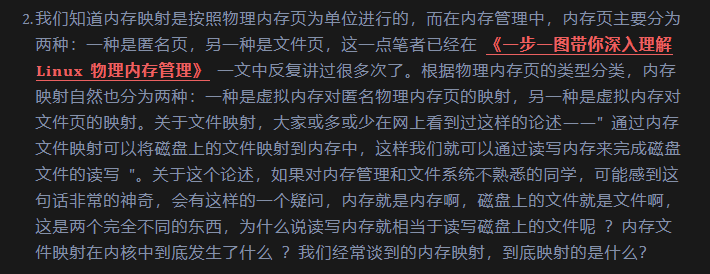 2. 我们知道内存映射是按照物理内存页为单位进行的，而在内存管理中，内存页主要分为
两种：一种是匿名页，另一种是文件页，这一点笔者已经在 《一步一图带你深入理解
Linux 物理内存管理》 一文中反复讲过很多次了。根据物理内存页的类型分类，内存
映射自然也分为两种：一种是虚拟内存对匿名物理内存页的映射，另一种是虚拟内存对
文件页的映射。关于文件映射，大家或多或少在网上看到过这样的论述——" 通过内存
文件映射可以将磁盘上的文件映射到内存中，这样我们就可以通过读写内存来完成磁盘
文件的读写 "。关于这个论述，如果对内存管理和文件系统不熟悉的同学，可能感到这
句话非常的神奇，会有这样的一个疑问，内存就是内存啊，磁盘上的文件就是文件啊，
这是两个完全不同的东西，为什么说读写内存就相当于读写磁盘上的文件呢 ？内存文
件映射在内核中到底发生了什么 ？我们经常谈到的内存映射，到底映射的是什么？